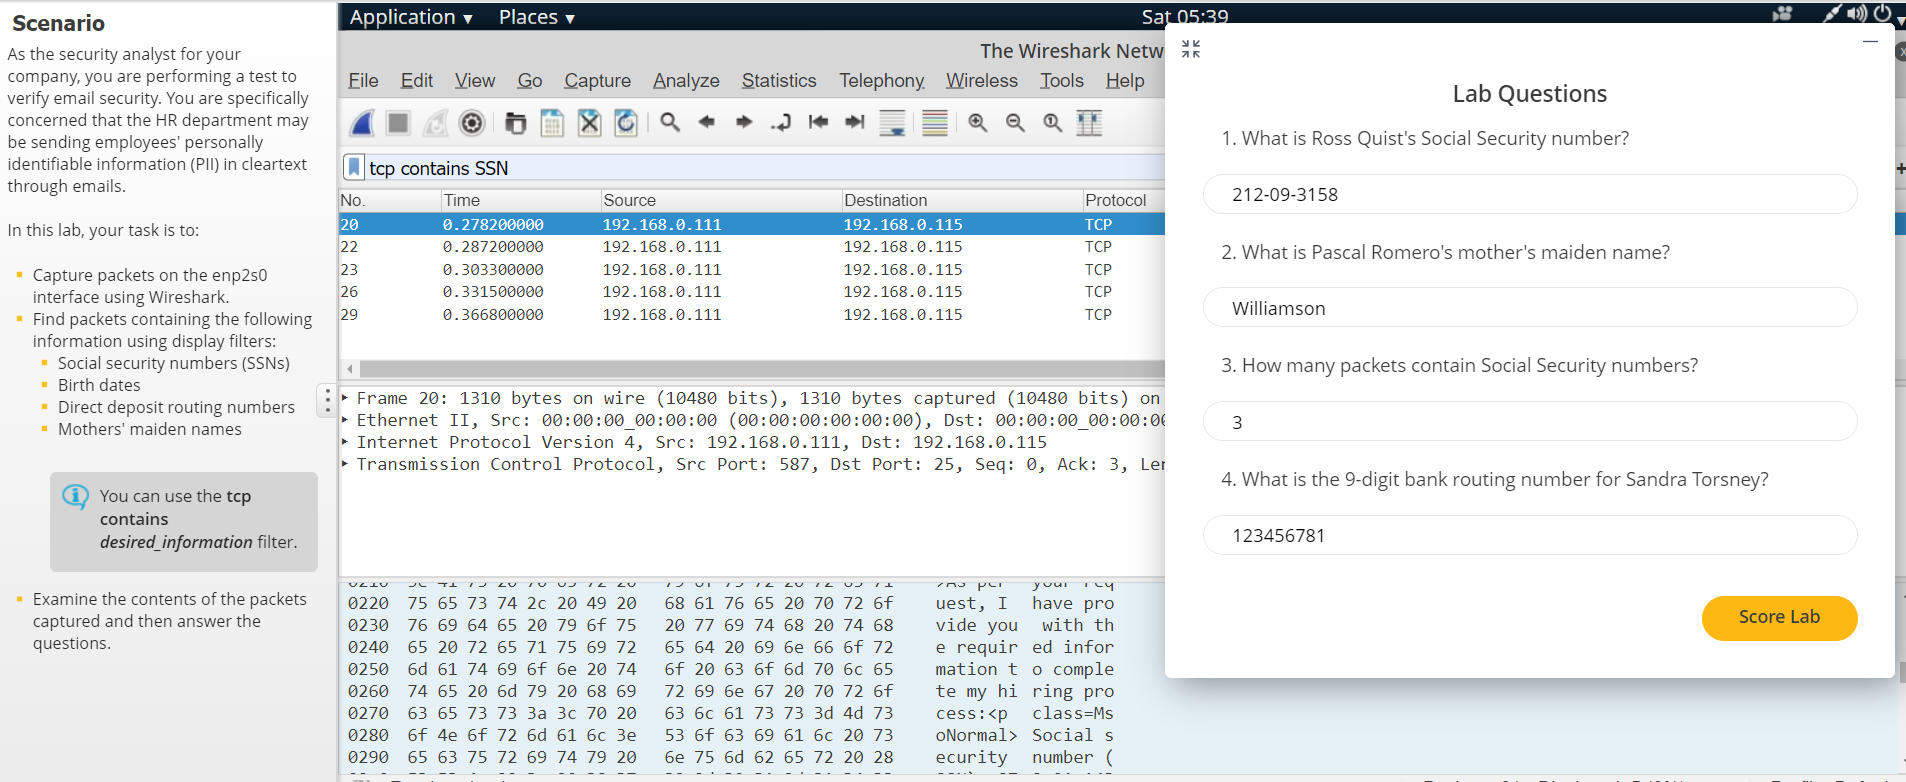 Scenario
As the security analyst for your
company, you are performing a test to
verify email security. You are specifically
concerned that the HR department may
be sending employees' personally
identifiable information (PII) in cleartext
through emails.
In this lab, your task is to:
Capture packets on the enp2s0
interface using Wireshark.
Find packets containing the following
information using display filters:
Social security numbers (SSNs)
Birth dates
Direct deposit routing numbers
Mothers' maiden names
You can use the tcp
contains
desired_information filter.
Examine the contents of the packets
captured and then answer the
questions.
Application ▾ Places ▾ Sat 05:39
The Wireshark Netw
File Edit View Go Capture Analyze Statistics Telephony Wireless Tools Help
tcp contains SSN
No. Time Source Destination Protocol
20 0.278200000 192.168.0.111 192.168.0.115 TCP
22 0.287200000 192.168.0.111 192.168.0.115 TCP
23 0.303300000 192.168.0.111 192.168.0.115 TCP
26 0.331500000 192.168.0.111 192.168.0.115 TCP
29 0.366800000 192.168.0.111 192.168.0.115 TCP
Frame 20: 1310 bytes on wire (10480 bits), 1310 bytes captured (10480 bits) on
Ethernet II, Src: 00:00:00_00:00:00 (00:00:00:00:00:00), Dst: 00:00:00_00:00:00
Internet Protocol Version 4, Src: 192.168.0.111, Dst: 192.168.0.115
Transmission Control Protocol, Src Port: 587, Dst Port: 25, Seq: 0, Ack: 3, Ler
0220 75 65 73 74 2c 20 49 20 68 61 76 65 20 70 72 6f uest, I have pro
0230 76 69 64 65 20 79 6f 75 20 77 69 74 68 20 74 68 vide you with th
0240 65 20 72 65 71 75 69 72 65 64 20 69 6e 66 6f 72 e requir ed infor
0250 6d 61 74 69 6f 6e 20 74 6f 20 63 6f 6d 70 6c 65 mation t o comple
0260 74 65 20 6d 79 20 68 69 72 69 6e 67 20 70 72 6f te my hi ring pro
0270 63 65 73 73 3a 3c 70 20 63 6c 61 73 73 3d 4d 73 cess:<p class=Ms
0280 6f 4e 6f 72 6d 61 6c 3e 53 6f 63 69 61 6c 20 73 oNormal> Social s
0290 65 63 75 72 69 74 79 20 6e 75 6d 62 65 72 20 28 ecurity number (
Lab Questions
1. What is Ross Quist's Social Security number?
212-09-3158
2. What is Pascal Romero's mother's maiden name?
Williamson
3. How many packets contain Social Security numbers?
3
4. What is the 9-digit bank routing number for Sandra Torsney?
123456781
Score Lab